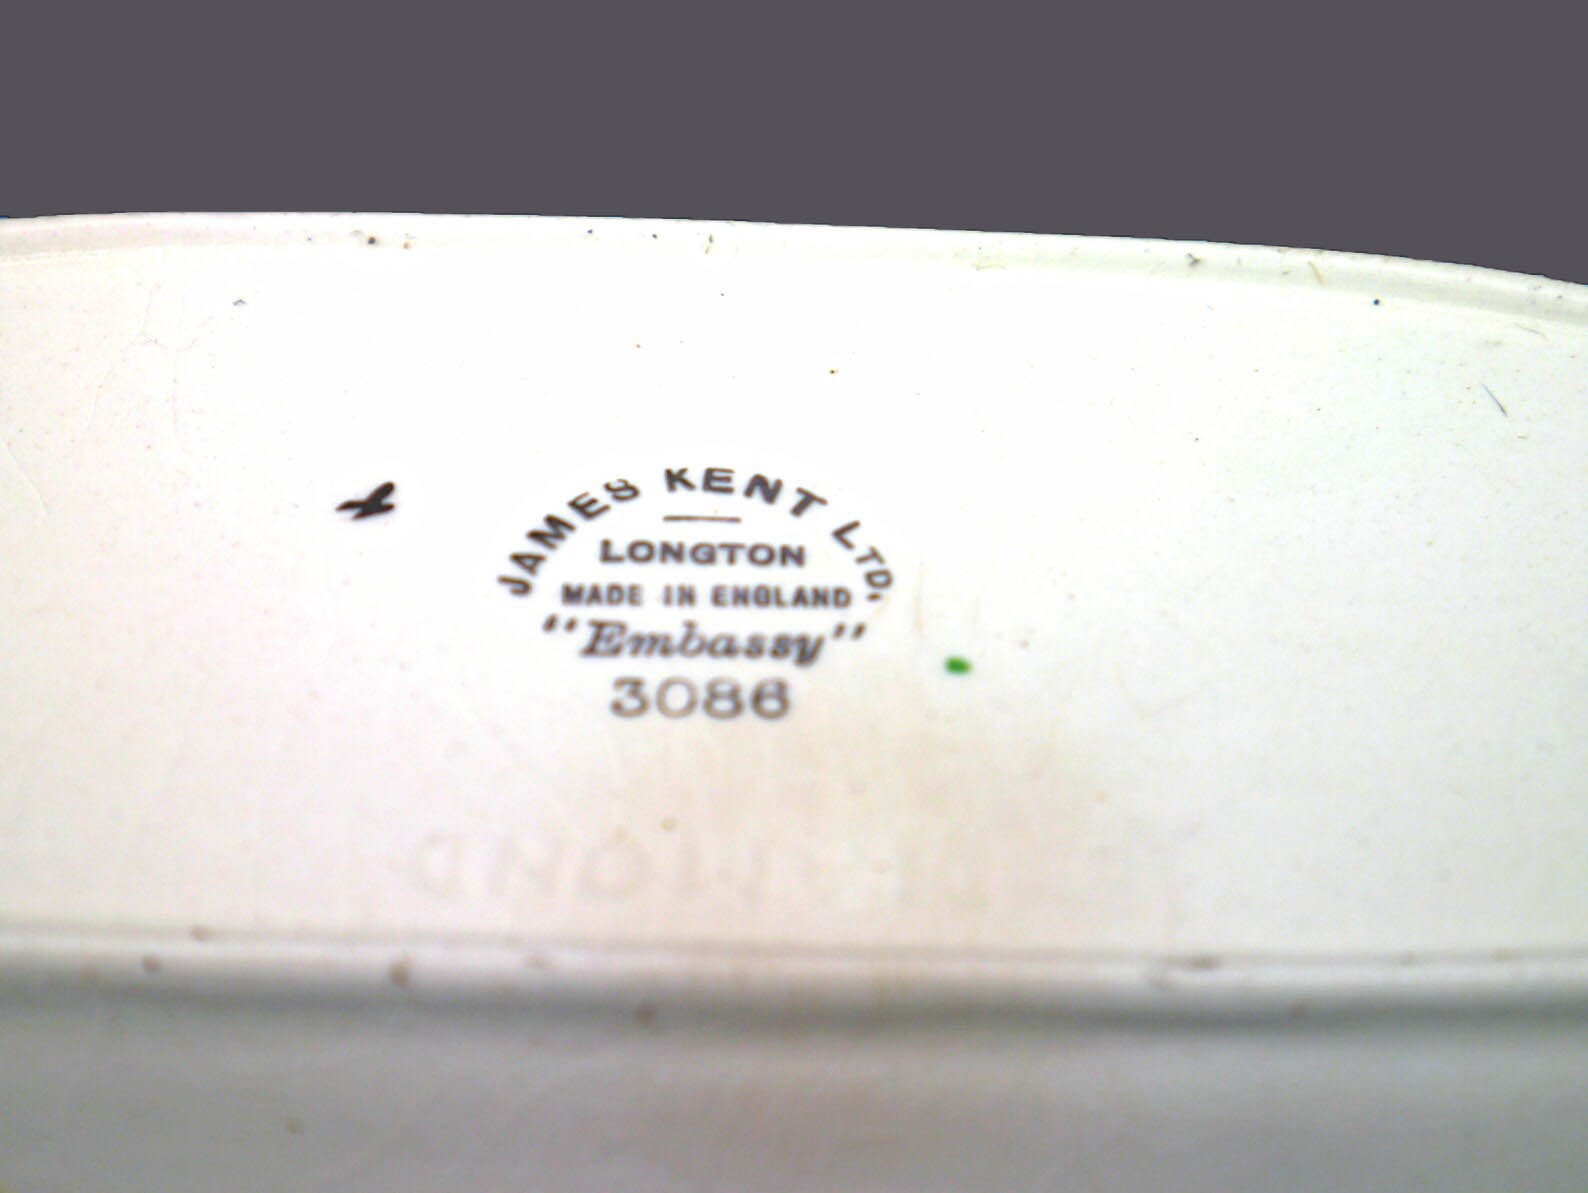 JAMES KENT LTD.
LONGTON
MADE IN ENGLAND
"Embassy"
3086